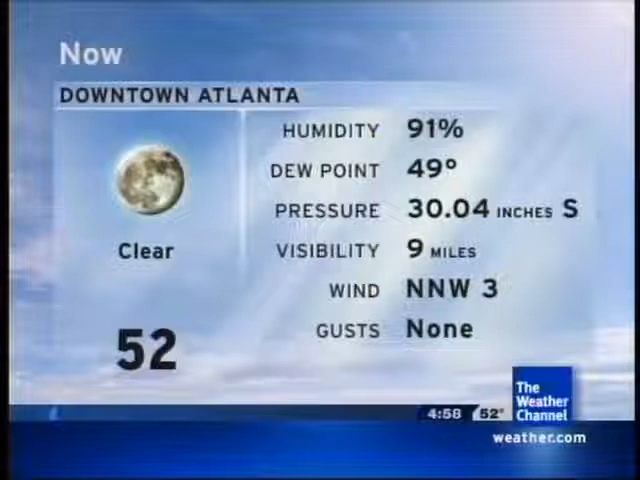 Now
DOWNTOWN ATLANTA
HUMIDITY 91%
DEW POINT 49°
PRESSURE 30.04 INCHES S
Clear
VISIBILITY 9 MILES
WIND NNW 3
GUSTS None
52
4:58 52°
The
Weather
Channel
weather.com